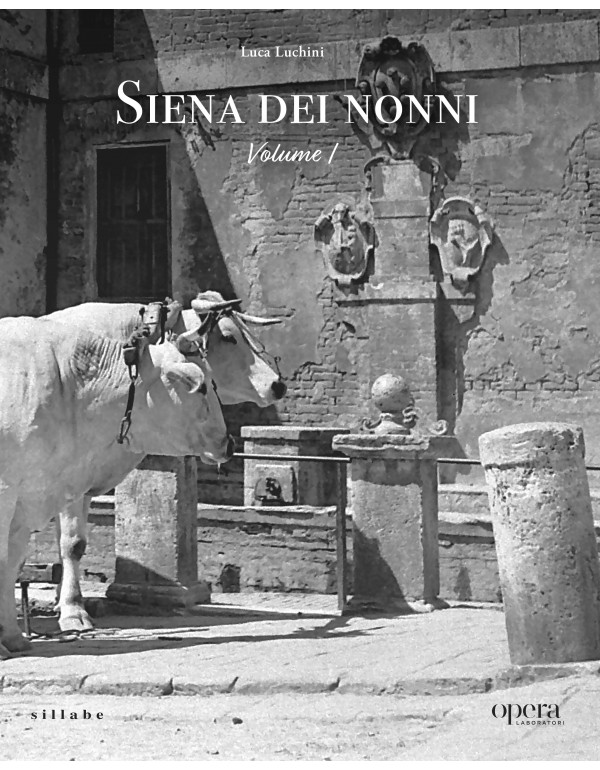 Luca Luchini
SIENA DEI NONNI
Volume I
sillabe
opera
LABORATORI